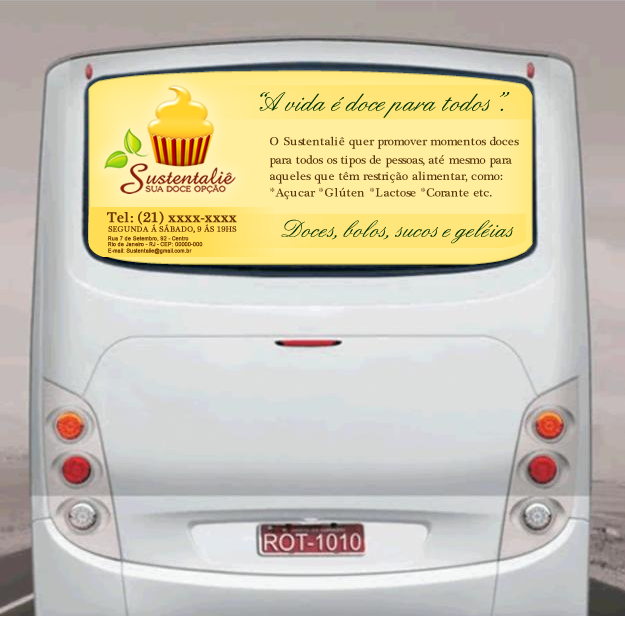 Sustentaliê
SUA DOCE OPÇÃO
Tel: (21) xxxx-xxxx
SEGUNDA Á SÁBADO, 9 ÁS 19HS
Rua 7 de Setembro, 92 - Centro
Rio de Janeiro - RJ - CEP: 00000-000
E-mail: Sustentalie@gmail.com.br
"A vida é doce para todos ".
O Sustentaliê quer promover momentos doces
para todos os tipos de pessoas, até mesmo para
aqueles que têm restrição alimentar, como:
*Açucar *Glúten *Lactose *Corante etc.
Doces, bolos, sucos e geléias
ROT-1010